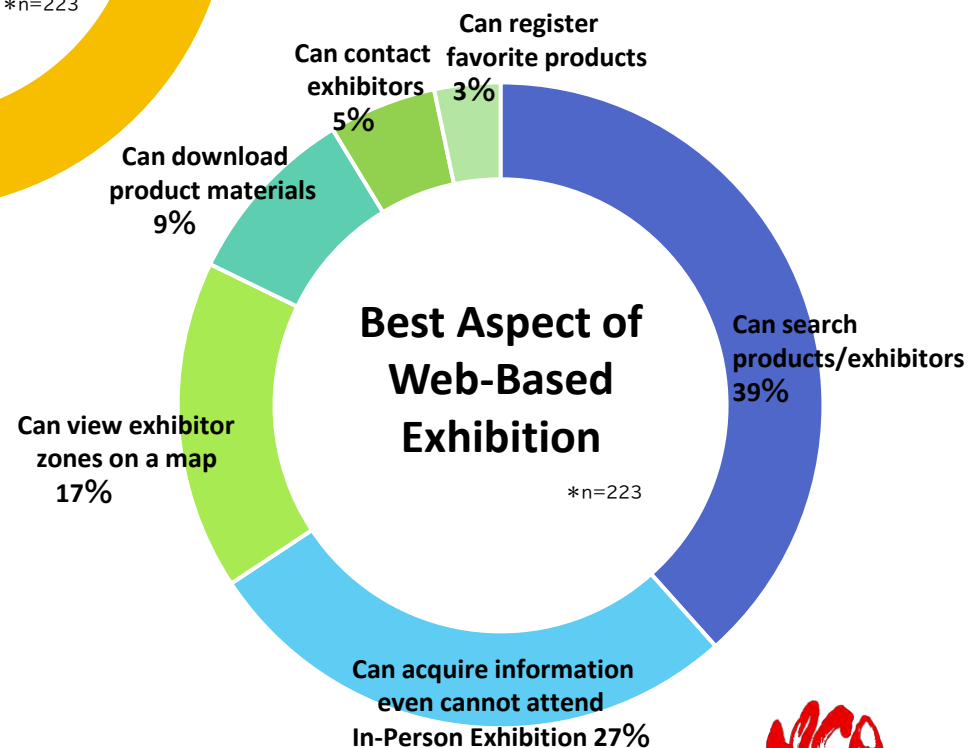 *n=223
Can register
favorite products
3%
Can contact
exhibitors
5%
Can download
product materials
9%
Can search
products/exhibitors
39%
Best Aspect of
Web-Based
Exhibition
*n=223
Can view exhibitor
zones on a map
17%
Can acquire information
even cannot attend
In-Person Exhibition 27%